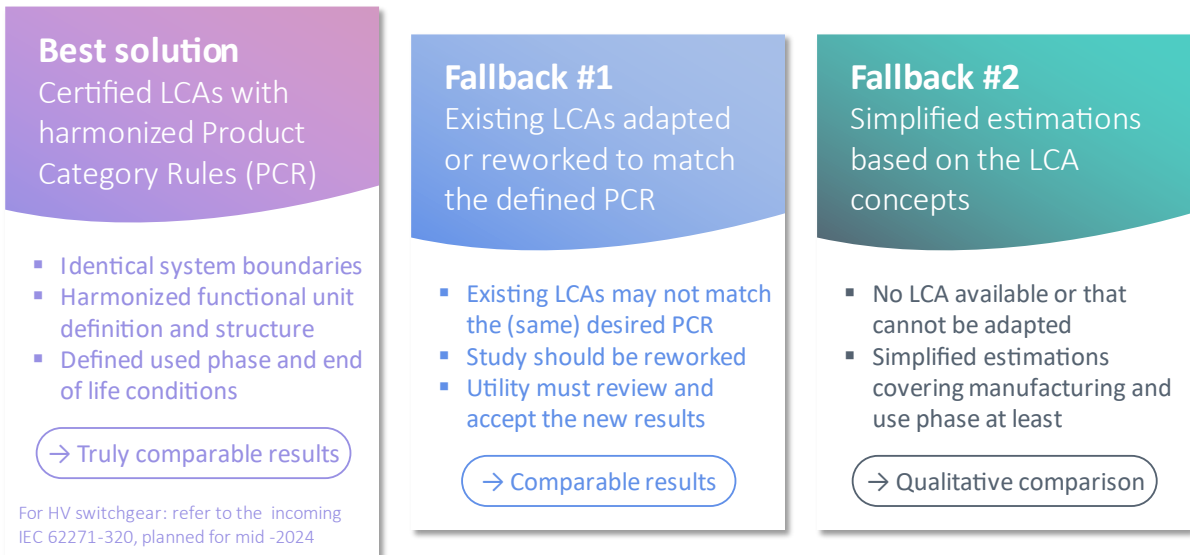 Best solution
Certified LCAs with
harmonized Product
Category Rules (PCR)
▪ Identical system boundaries
▪ Harmonized functional unit
definition and structure
▪ Defined used phase and end
of life conditions
→ Truly comparable results
For HV switchgear: refer to the incoming
IEC 62271-320, planned for mid -2024
Fallback #1
Existing LCAs adapted
or reworked to match
the defined PCR
▪ Existing LCAs may not match
the (same) desired PCR
▪ Study should be reworked
▪ Utility must review and
accept the new results
→ Comparable results
Fallback #2
Simplified estimations
based on the LCA
concepts
▪ No LCA available or that
cannot be adapted
▪ Simplified estimations
covering manufacturing and
use phase at least
→ Qualitative comparison